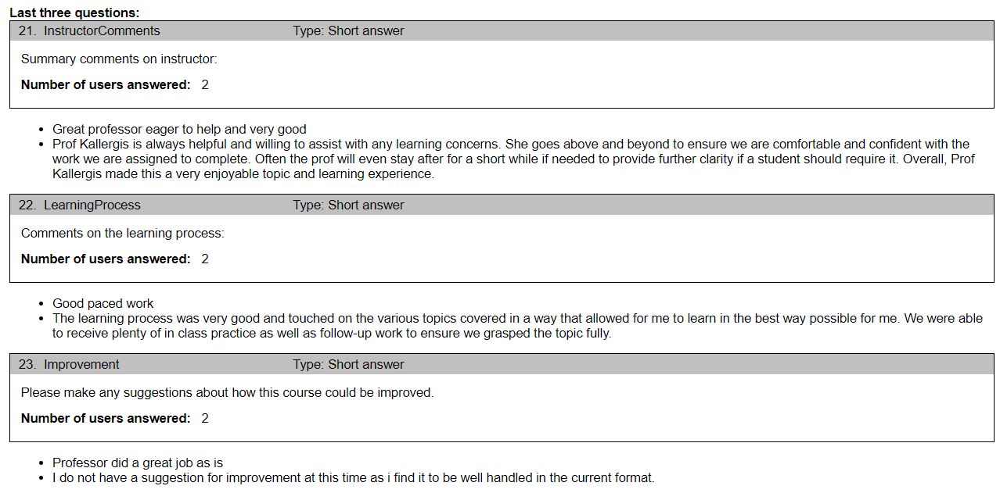 Last three questions:
21. InstructorComments Type: Short answer
Summary comments on instructor:
Number of users answered: 2
• Great professor eager to help and very good
• Prof Kallergis is always helpful and willing to assist with any learning concerns. She goes above and beyond to ensure we are comfortable and confident with the
work we are assigned to complete. Often the prof will even stay after for a short while if needed to provide further clarity if a student should require it. Overall, Prof
Kallergis made this a very enjoyable topic and learning experience.
22. LearningProcess Type: Short answer
Comments on the learning process:
Number of users answered: 2
• Good paced work
• The learning process was very good and touched on the various topics covered in a way that allowed for me to learn in the best way possible for me. We were able
to receive plenty of in class practice as well as follow-up work to ensure we grasped the topic fully.
23. Improvement Type: Short answer
Please make any suggestions about how this course could be improved.
Number of users answered: 2
• Professor did a great job as is
• I do not have a suggestion for improvement at this time as i find it to be well handled in the current format.